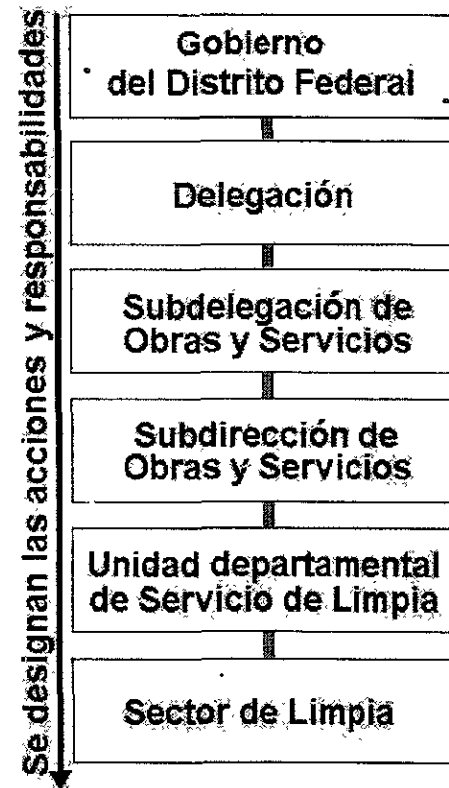 Se designan las acciones y responsabilidades
Gobierno
del Distrito Federal
Delegación
Subdelegación de
Obras y Servicios
Subdirección de
Obras y Servicios
Unidad departamental
de Servicio de Limpia
Sector de Limpia